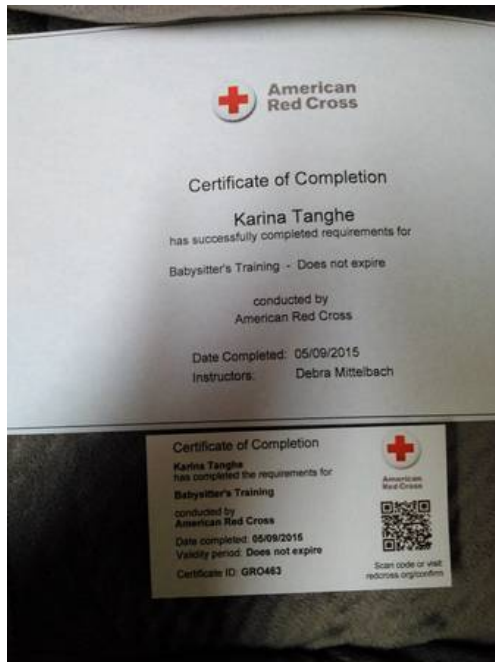 American
Red Cross
Certificate of Completion
Karina Tanghe
has successfully completed requirements for
Babysitter's Training - Does not expire
conducted by
American Red Cross
Date Completed: 05/09/2015
Instructors: Debra Mittelbach
Certificate of Completion
Karina Tanghe
has completed the requirements for
Babysitter's Training
conducted by
American Red Cross
Date completed: 05/09/2015
Validity period: Does not expire
Certificate ID: GRO463
American
Red Cross
Scan code or visit:
redcross.org/confirm